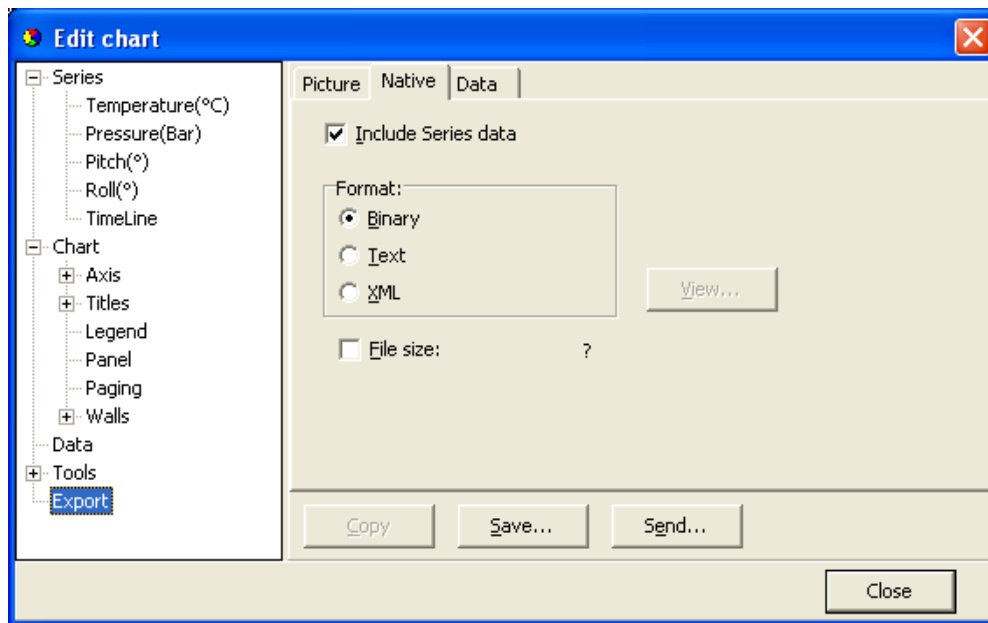 Edit chart
Series
Temperature(°C)
Pressure(Bar)
Pitch(°)
Roll(°)
TimeLine
Chart
Axis
Titles
Legend
Panel
Paging
Walls
Data
Tools
Export
Picture Native Data
Include Series data
Format:
Binary
Text
XML
View...
File size: ?
Copy Save... Send...
Close